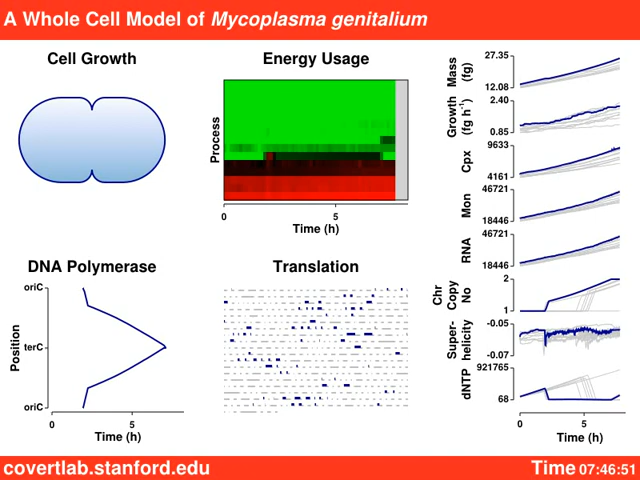 A Whole Cell Model of Mycoplasma genitalium
Cell Growth
Energy Usage
Process
0
5
Time (h)
DNA Polymerase
oriC
terC
oriC
Position
0
5
Time (h)
Translation
Mass (fg)
27.35
12.08
Growth (fg h⁻¹)
2.40
0.85
Cpx
9633
4161
Mon
46721
18446
RNA
46721
18446
Chr Copy No
2
1
Super-helicity
-0.05
-0.07
dNTP
921765
68
0
5
Time (h)
covertlab.stanford.edu
Time 07:46:51